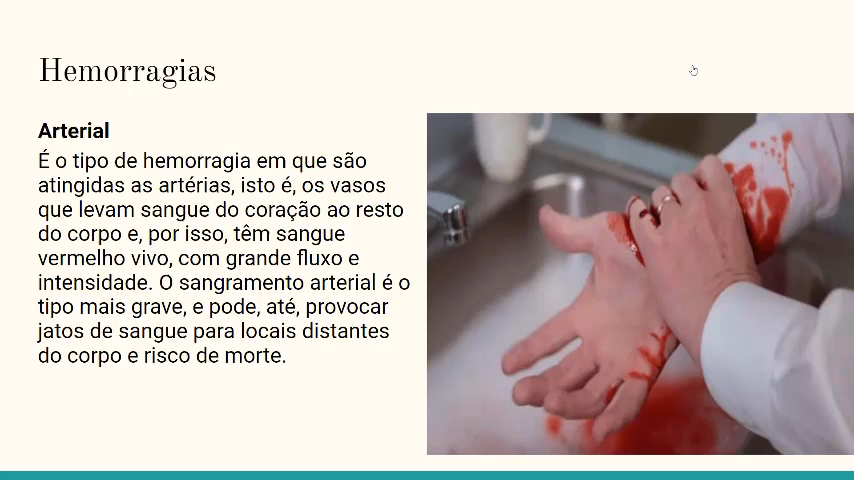 Hemorragias
Arterial
É o tipo de hemorragia em que são
atingidas as artérias, isto é, os vasos
que levam sangue do coração ao resto
do corpo e, por isso, têm sangue
vermelho vivo, com grande fluxo e
intensidade. O sangramento arterial é o
tipo mais grave, e pode, até, provocar
jatos de sangue para locais distantes
do corpo e risco de morte.